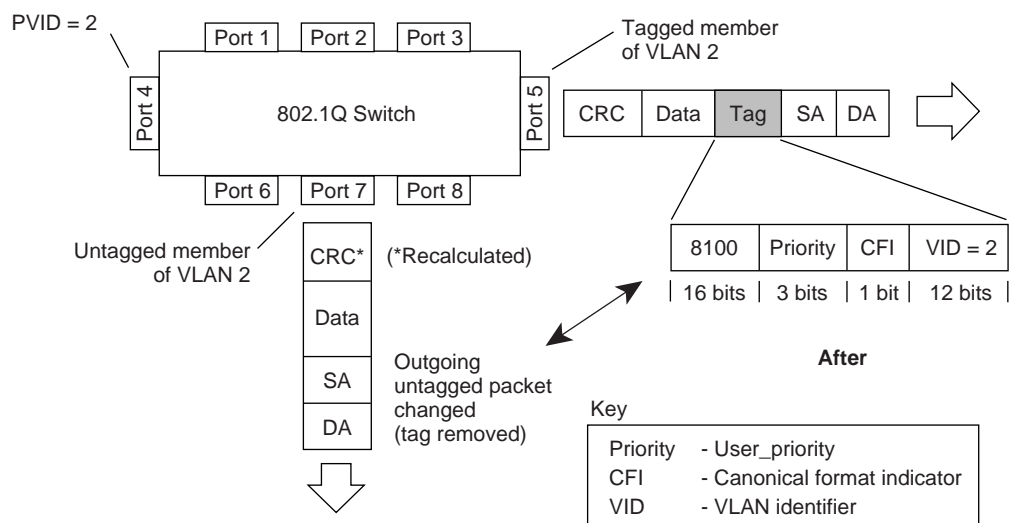 PVID = 2
Port 1
Port 2
Port 3
Tagged member
of VLAN 2
Port 4
802.1Q Switch
Port 5
CRC
Data
Tag
SA
DA
Port 6
Port 7
Port 8
Untagged member
of VLAN 2
CRC*
(*Recalculated)
Data
SA
DA
8100
Priority
CFI
VID = 2
16 bits
3 bits
1 bit
12 bits
Outgoing
untagged packet
changed
(tag removed)
After
Key
Priority - User_priority
CFI - Canonical format indicator
VID - VLAN identifier